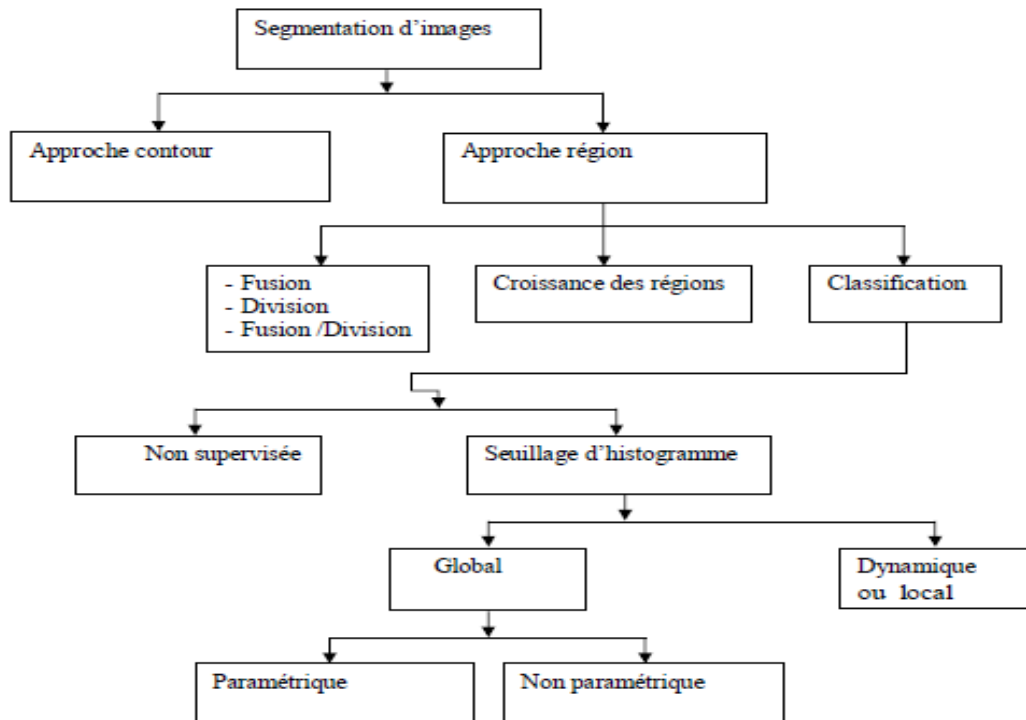 Segmentation d'images
Approche contour
Approche région
- Fusion
- Division
- Fusion /Division
Croissance des régions
Classification
Non supervisée
Seuillage d'histogramme
Global
Dynamique
ou local
Paramétrique
Non paramétrique